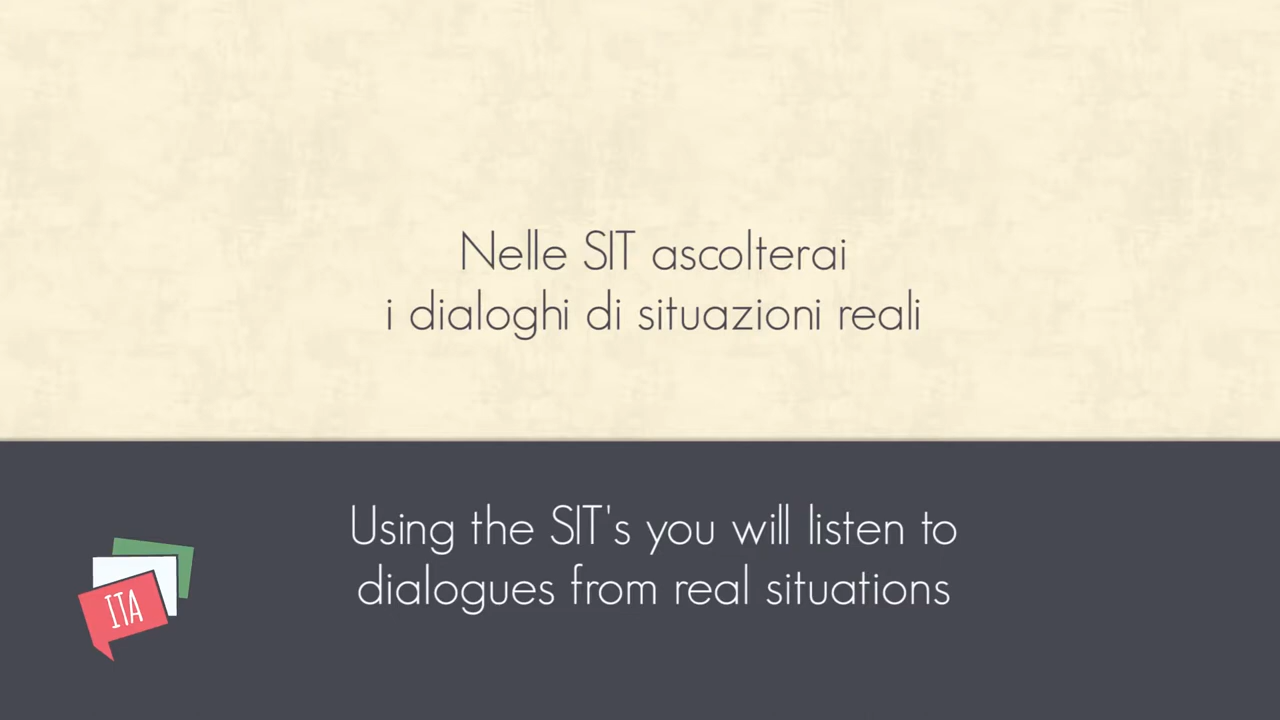 Nelle SIT ascolterai
i dialoghi di situazioni reali
Using the SIT's you will listen to
dialogues from real situations
ITA